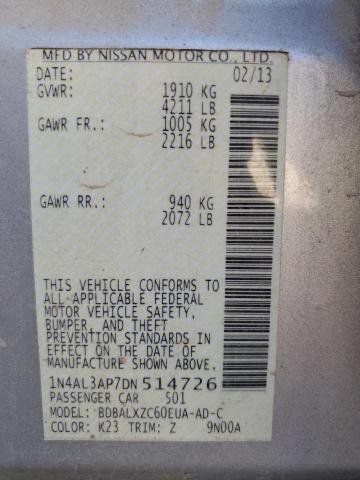 MFD BY NISSAN MOTOR CO., LTD.
DATE: 02/13
GVWR: 1910 KG
4211 LB
GAWR FR.: 1005 KG
2216 LB
GAWR RR.: 940 KG
2072 LB
THIS VEHICLE CONFORMS TO
ALL APPLICABLE FEDERAL
MOTOR VEHICLE SAFETY,
BUMPER, AND THEFT
PREVENTION STANDARDS
IN EFFECT ON THE DATE OF
MANUFACTURE SHOWN ABOVE.
1N4AL3AP7DN514726
PASSENGER CAR 501
MODEL: BDBALXZC60EUA-AD-C
COLOR: K23 TRIM: Z 9N00A